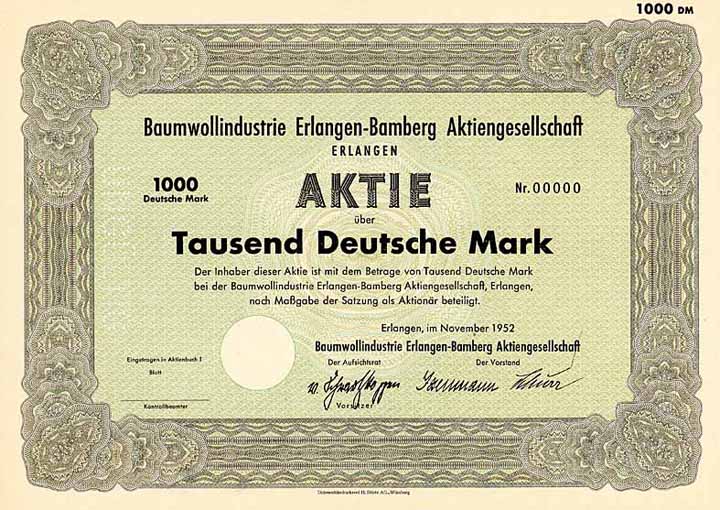 1000 DM
Baumwollindustrie Erlangen-Bamberg Aktiengesellschaft
ERLANGEN
1000
Deutsche Mark
AKTIE
Nr. 00000
über
Tausend Deutsche Mark
Der Inhaber dieser Aktie ist mit dem Betrage von Tausend Deutsche Mark
bei der Baumwollindustrie Erlangen-Bamberg Aktiengesellschaft, Erlangen,
nach Maßgabe der Satzung als Aktionär beteiligt.
Erlangen, im November 1952
Baumwollindustrie Erlangen-Bamberg Aktiengesellschaft
Eingetragen in Aktienbuch I
Blatt
Der Aufsichtsrat
Der Vorstand
Vorsitzer
Kontrollbeamter